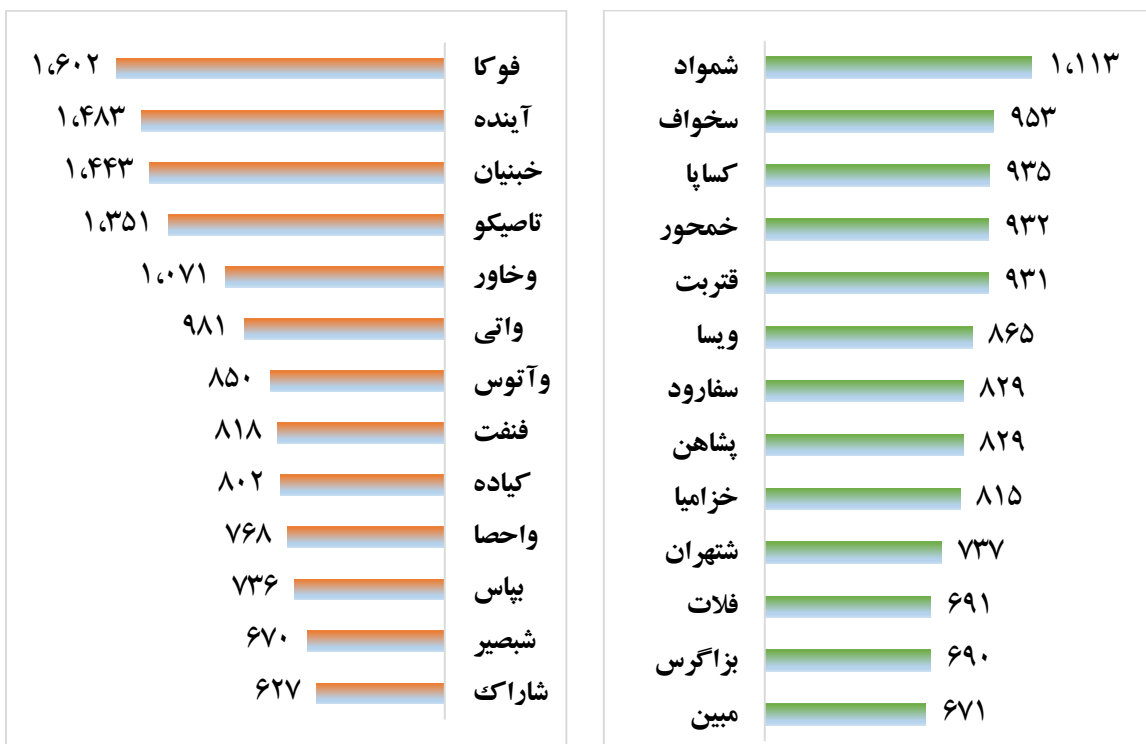 شمواد ۱،۱۱۳
سخواف ۹۵۳
کساپا ۹۳۵
خمحور ۹۳۲
قتربت ۹۳۱
ویسا ۸۶۵
سفارود ۸۲۹
پشاهن ۸۲۹
خزامیا ۸۱۵
شتهران ۷۳۷
فلات ۶۹۱
بزاگرس ۶۹۰
مبین ۶۷۱
فوکا ۱،۶۰۲
آینده ۱،۴۸۳
خبنیان ۱،۴۴۳
تاصیکو ۱،۳۵۱
وخاور ۱،۰۷۱
واتی ۹۸۱
وآتوس ۸۵۰
فنفت ۸۱۸
کیاده ۸۰۲
واحصا ۷۶۸
بپاس ۷۳۶
شبصیر ۶۷۰
شاراک ۶۲۷